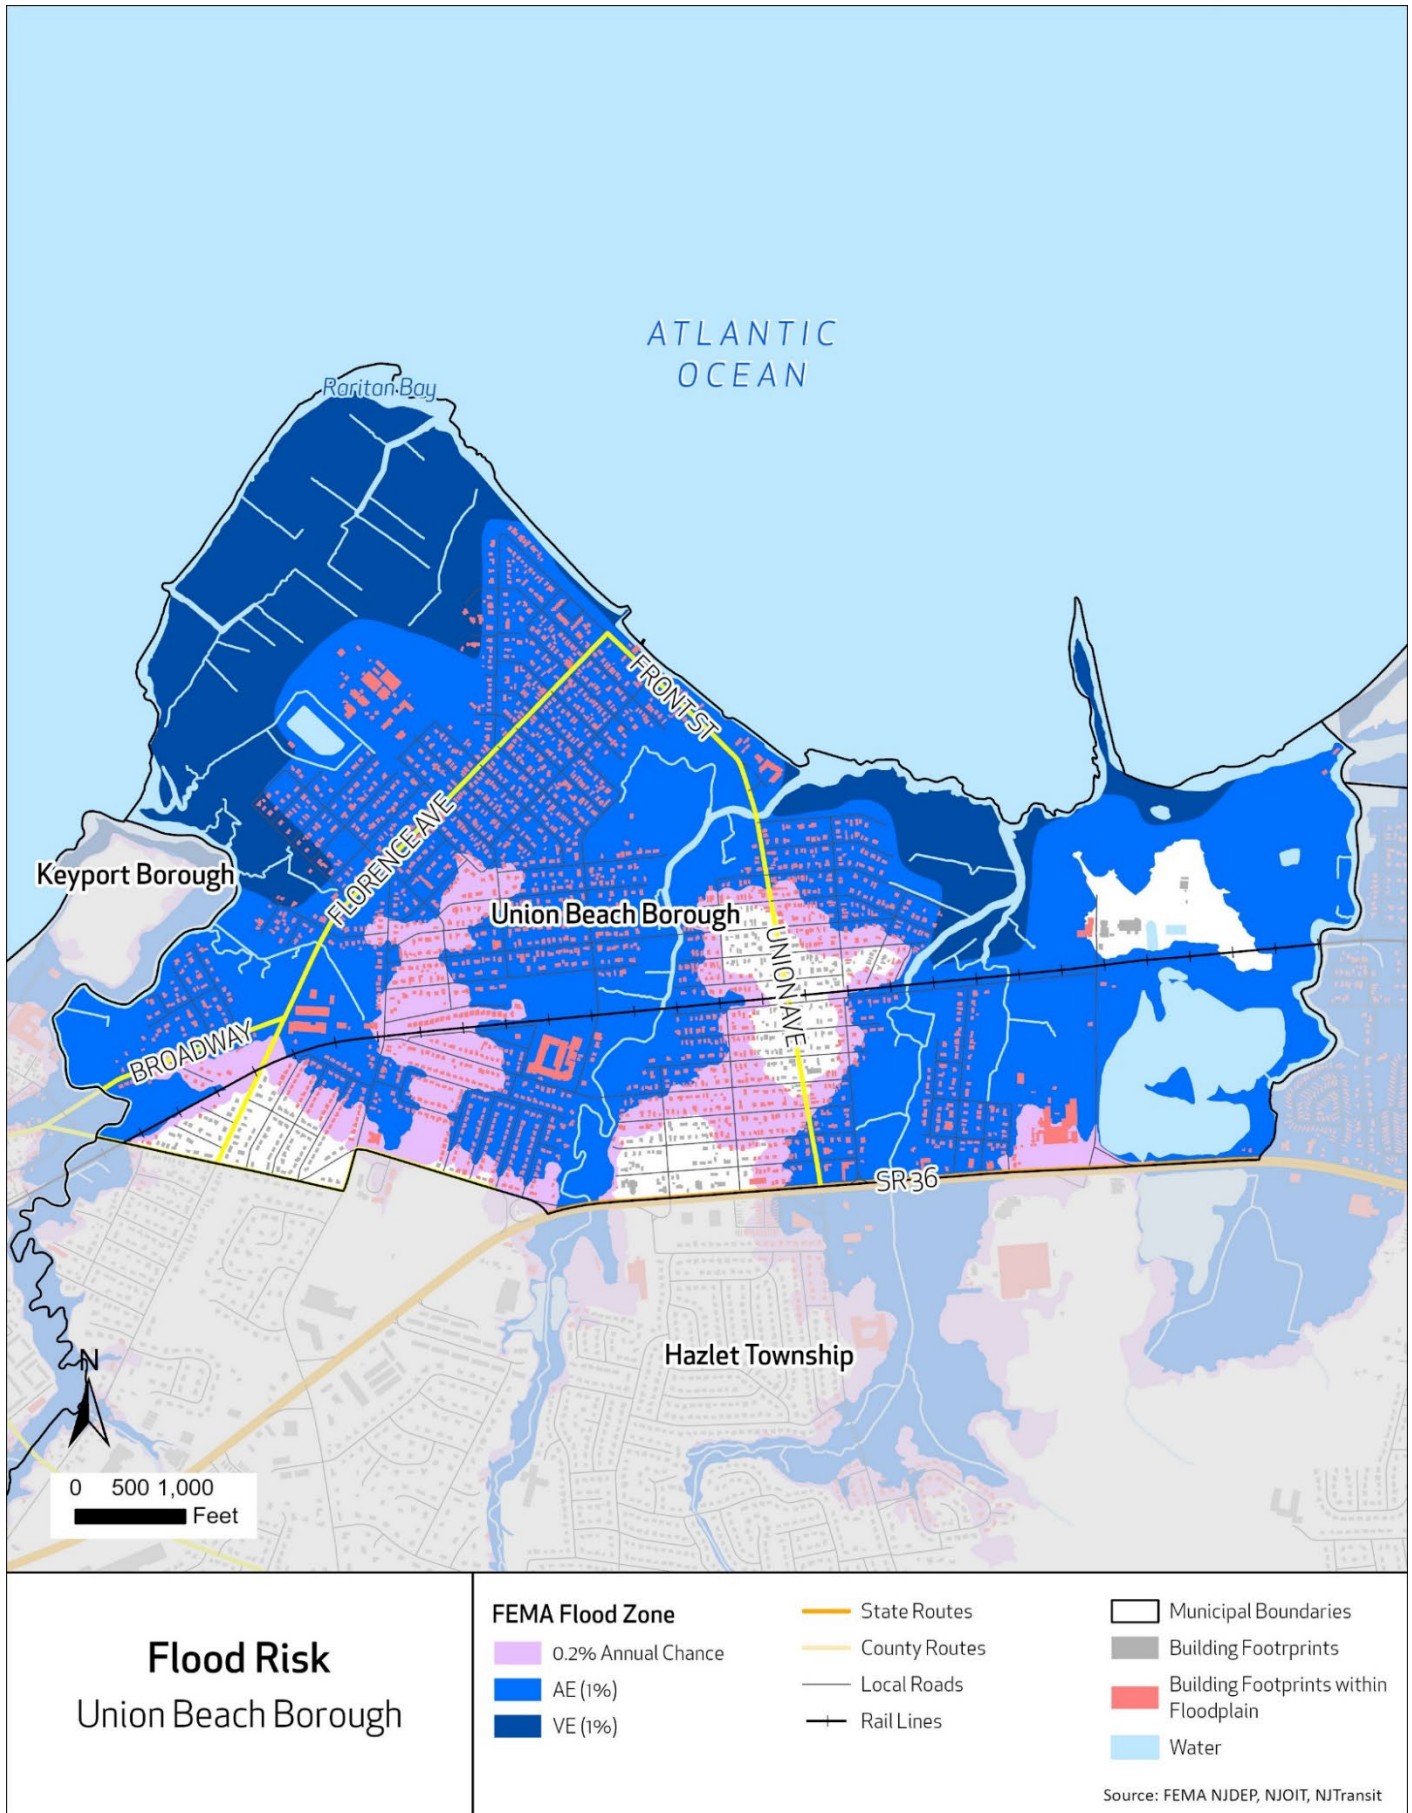 ATLANTIC
OCEAN
Raritan Bay
FRONT ST
FLORENCE AVE
Keyport Borough
Union Beach Borough
UNION AVE
BROADWAY
SR 36
Hazlet Township
N
0 500 1,000
Feet
Flood Risk
Union Beach Borough
FEMA Flood Zone
0.2% Annual Chance
AE (1%)
VE (1%)
State Routes
County Routes
Local Roads
Rail Lines
Municipal Boundaries
Building Footrprints
Building Footprints within
Floodplain
Water
Source: FEMA NJDEP, NJOIT, NJTransit